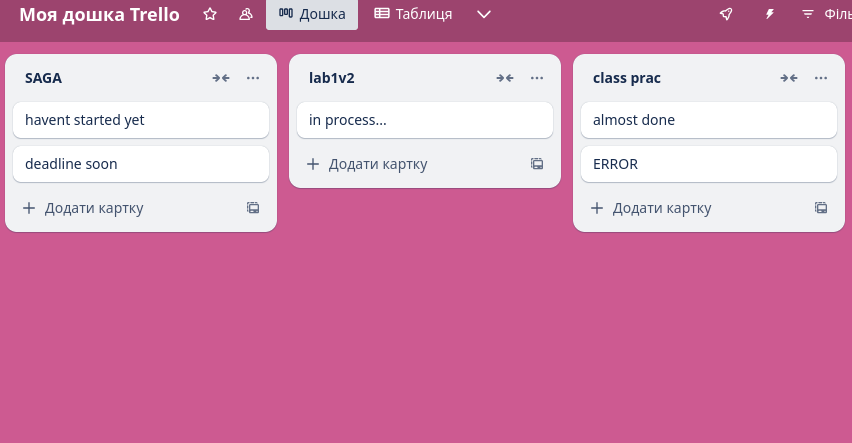 Моя дошка Trello
Дошка
Таблиця
Філь
SAGA
havent started yet
deadline soon
Додати картку
lab1v2
in process...
Додати картку
class prac
almost done
ERROR
Додати картку